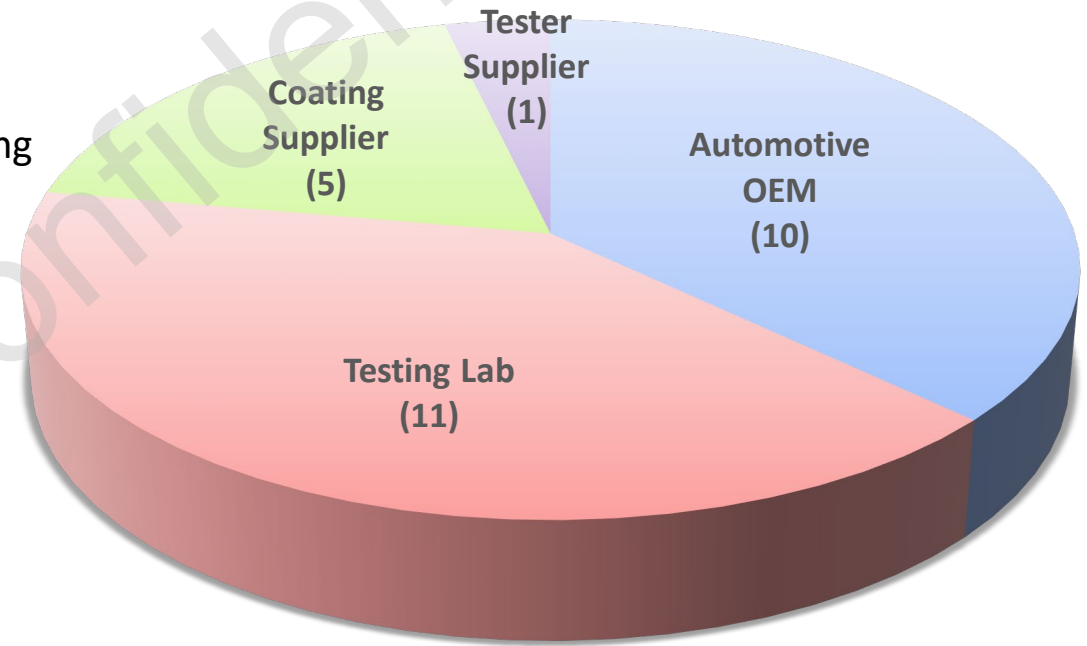 Tester
Supplier
(1)
Coating
Supplier
(5)
Automotive
OEM
(10)
Testing Lab
(11)